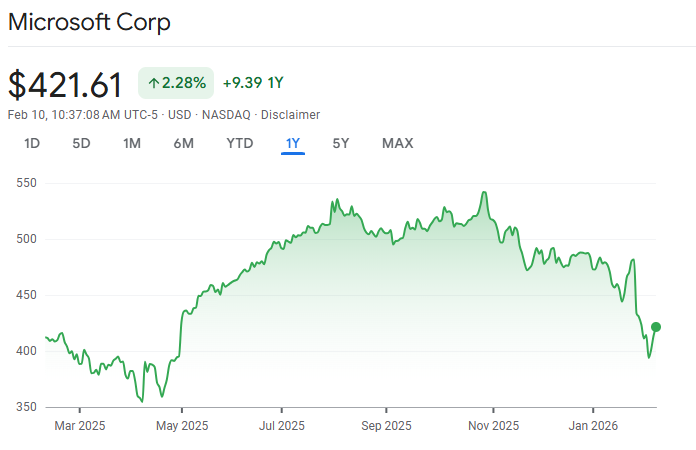 Microsoft Corp
$421.61 ↑2.28% +9.39 1Y
Feb 10, 10:37:08 AM UTC-5 · USD · NASDAQ · Disclaimer
1D 5D 1M 6M YTD 1Y 5Y MAX
550
500
450
400
350
Mar 2025 May 2025 Jul 2025 Sep 2025 Nov 2025 Jan 2026